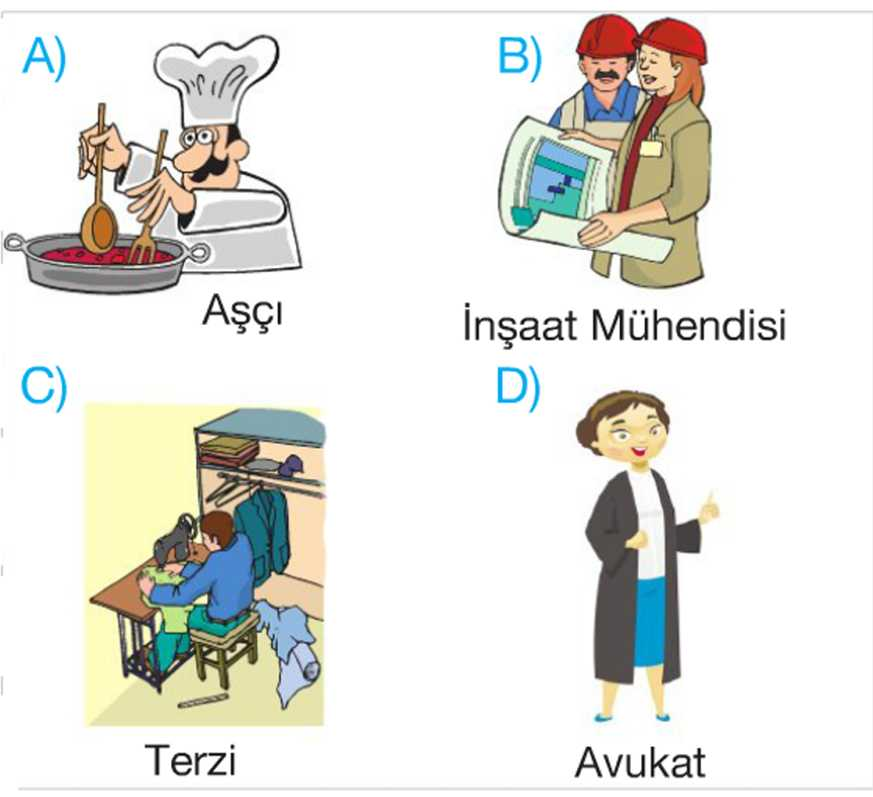 A)
Aşçı
B)
İnşaat Mühendisi
C)
Terzi
D)
Avukat